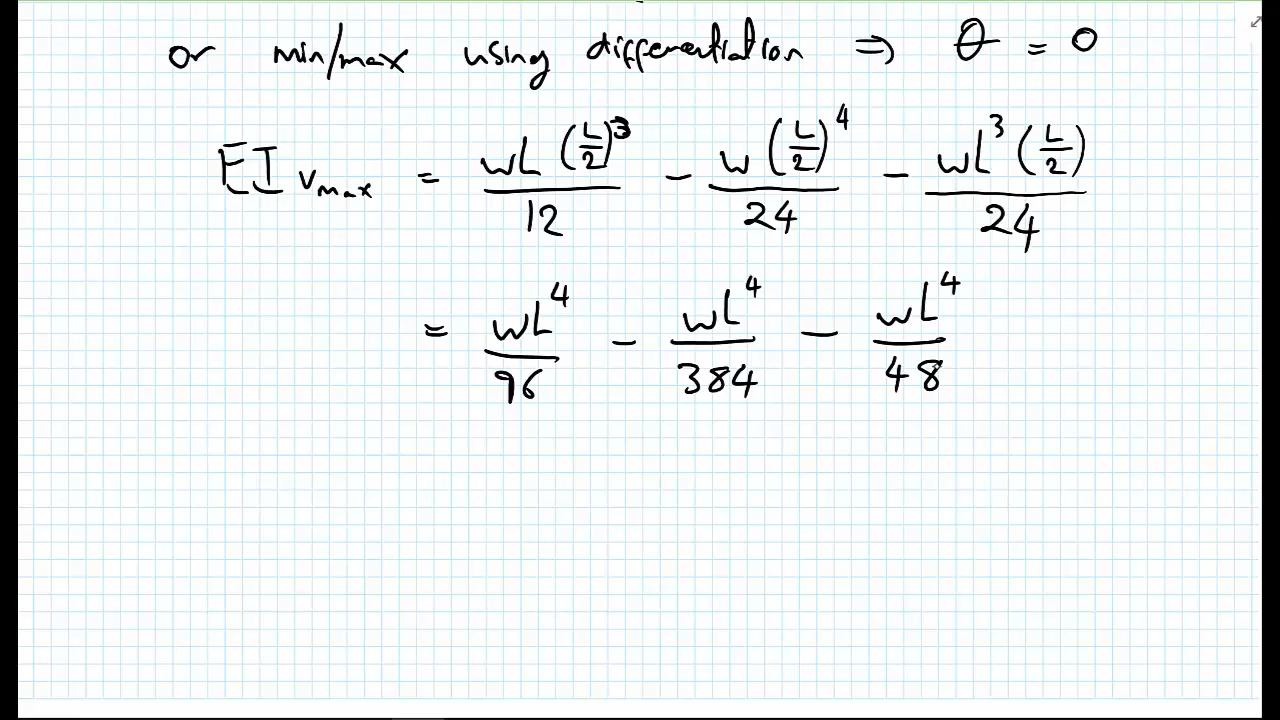 or min/max using differentiation ⇒ θ = 0
EI v_max = wL(L/2)^3/12 - w(L/2)^4/24 - wL^3(L/2)/24
= wL^4/96 - wL^4/384 - wL^4/48